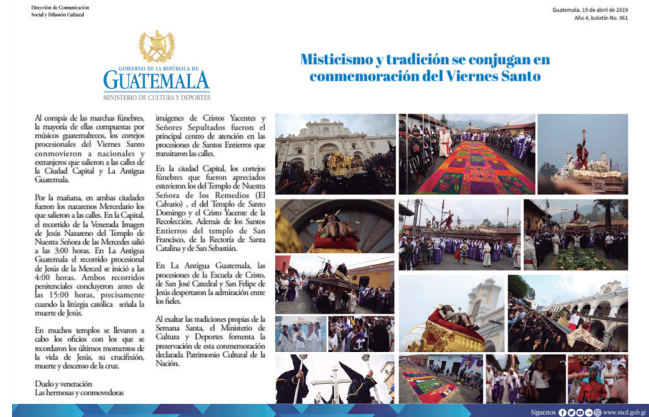 Dirección de Comunicación
Social y Difusión Cultural
Guatemala, 19 de abril de 2019
Año 4, boletín No. 961
GOBIERNO DE LA REPÚBLICA DE
GUATEMALA
MINISTERIO DE CULTURA Y DEPORTES
Misticismo y tradición se conjugan en
conmemoración del Viernes Santo
Al compás de las marchas fúnebres,
la mayoría de ellas compuestas por
músicos guatemaltecos, los cortejos
procesionales del Viernes Santo
conmovieron a nacionales y
extranjeros que salieron a las calles de
la Ciudad Capital y La Antigua
Guatemala.
Por la mañana, en ambas ciudades
fueron los nazarenos Mercedario los
que salieron a las calles. En la Capital,
el recorrido de la Venerada Imagen
de Jesús Nazareno del Templo de
Nuestra Señora de las Mercedes salió
a las 3:00 horas. En La Antigua
Guatemala el recorrido procesional
de Jesús de la Merced se inició a las
4:00 horas. Ambos recorridos
penitenciales concluyeron antes de
las 15:00 horas, precisamente
cuando la litúrgica católica señala la
muerte de Jesús.
En muchos templos se llevaron a
cabo los oficios con los que se
recordaron los últimos momentos de
la vida de Jesús, su crucifixión,
muerte y descenso de la cruz.
Dudo y veneración
Las hermosas y conmovedoras
imágenes de Cristos Yacentes y
Señores Sepultados fueron el
principal centro de atención en las
procesiones de Santos Entierros que
transitaron las calles.
En la ciudad Capital, los cortejos
fúnebres que fueron apreciados
estuvieron los del Templo de Nuestra
Señora de los Remedios (El
Calvario) , el del Templo de Santo
Domingo y el Cristo Yacente de la
Recolección. Además de los Santos
Entierros del templo de San
Francisco, de la Rectoría de Santa
Catalina y de San Sebastián.
En La Antigua Guatemala, las
procesiones de la Escuela de Cristo,
de San José Catedral y San Felipe de
Jesús despertaron la admiración entre
los fieles.
Al exaltar las tradiciones propias de la
Semana Santa, el Ministerio de
Cultura y Deportes fomenta la
preservación de esta conmemoración
declarada Patrimonio Cultural de la
Nación.
Síguenos www.mcd.gob.gt